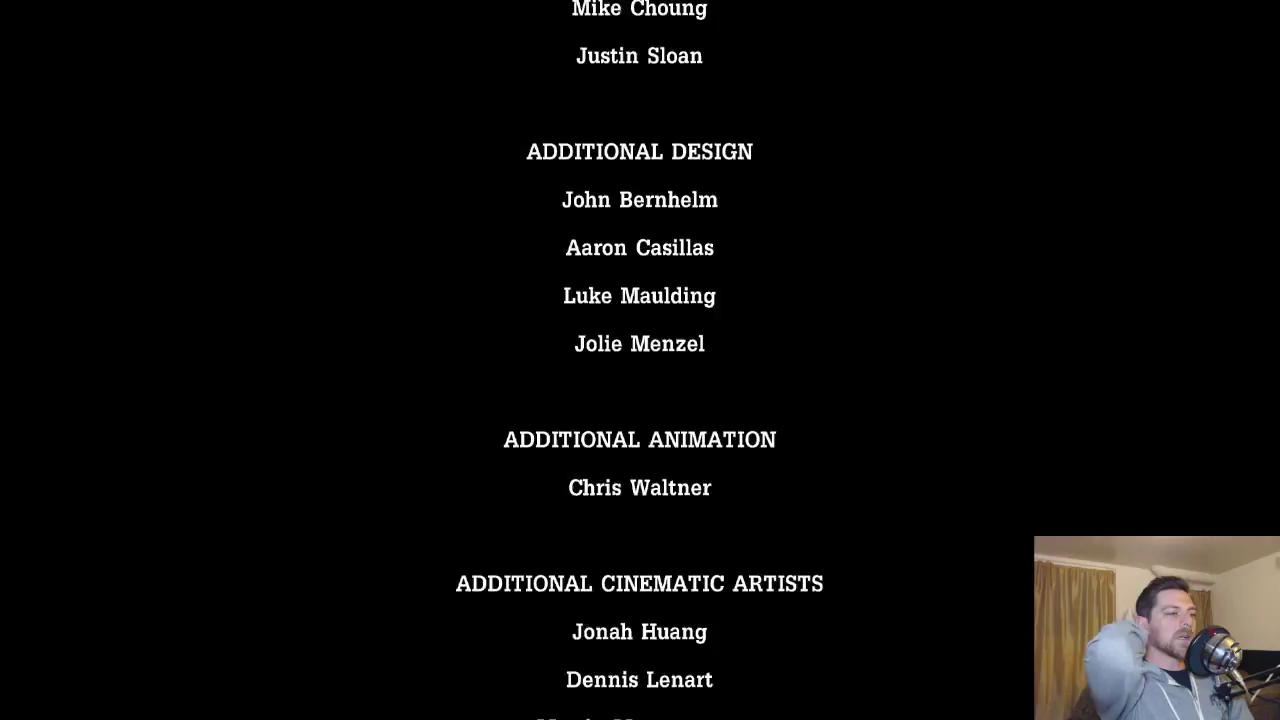 Mike Choung
Justin Sloan
ADDITIONAL DESIGN
John Bernhelm
Aaron Casillas
Luke Maulding
Jolie Menzel
ADDITIONAL ANIMATION
Chris Waltner
ADDITIONAL CINEMATIC ARTISTS
Jonah Huang
Dennis Lenart